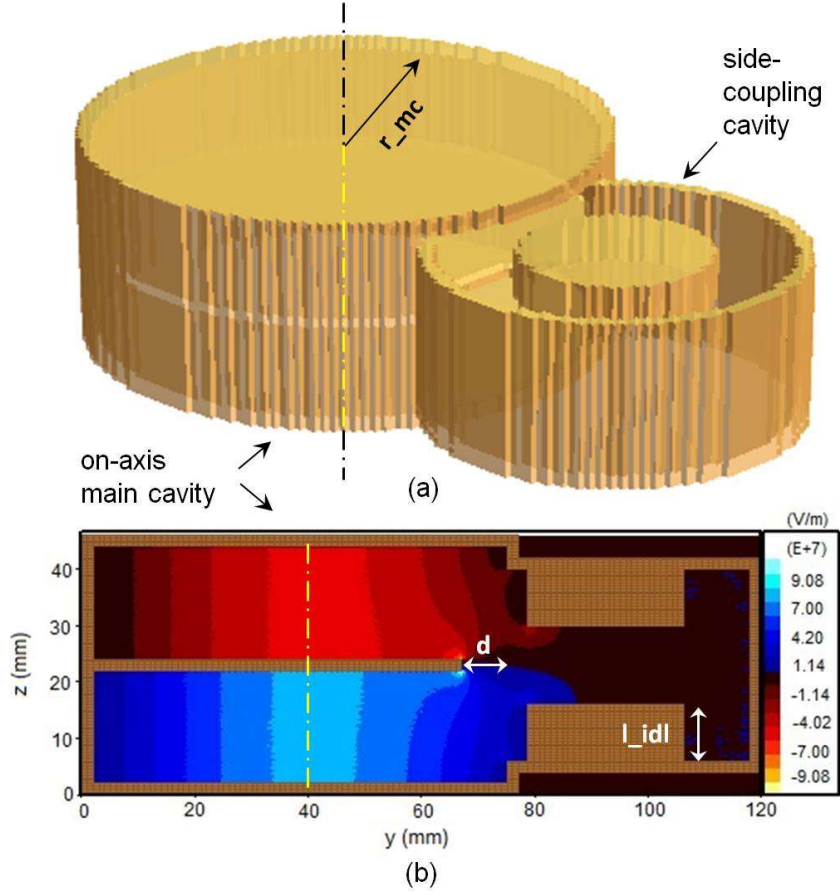 r_mc
side-
coupling
cavity
on-axis
main cavity
(a)
(V/m)
(E+7)
9.08
7.00
4.20
1.14
-1.14
-4.02
-7.00
-9.08
z (mm)
40
30
20
10
0
d
l_idl
0
20
40
60
80
100
120
y (mm)
(b)